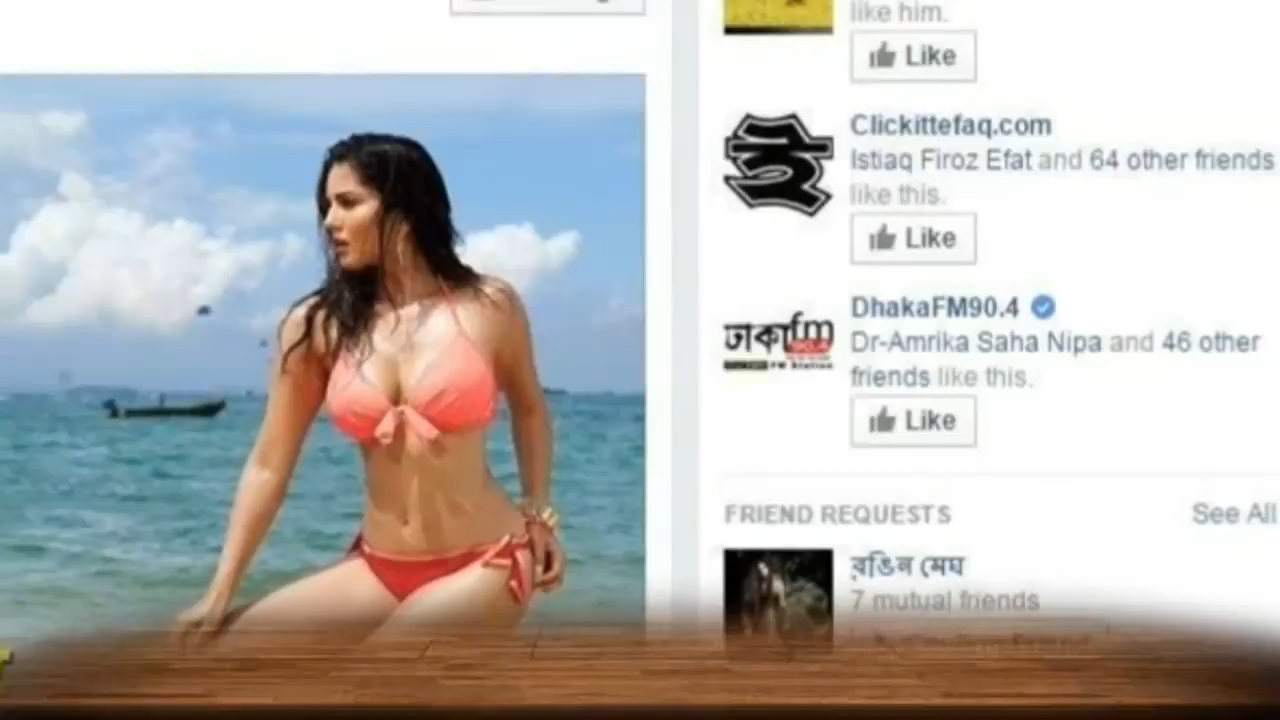 like him.
Like
Clickittefaq.com
Istiaq Firoz Efat and 64 other friends
like this.
Like
DhakaFM90.4
ঢাকাfm
Dr-Amrika Saha Nipa and 46 other
friends like this.
Like
FRIEND REQUESTS
See All
রঙিন মেঘ
7 mutual friends